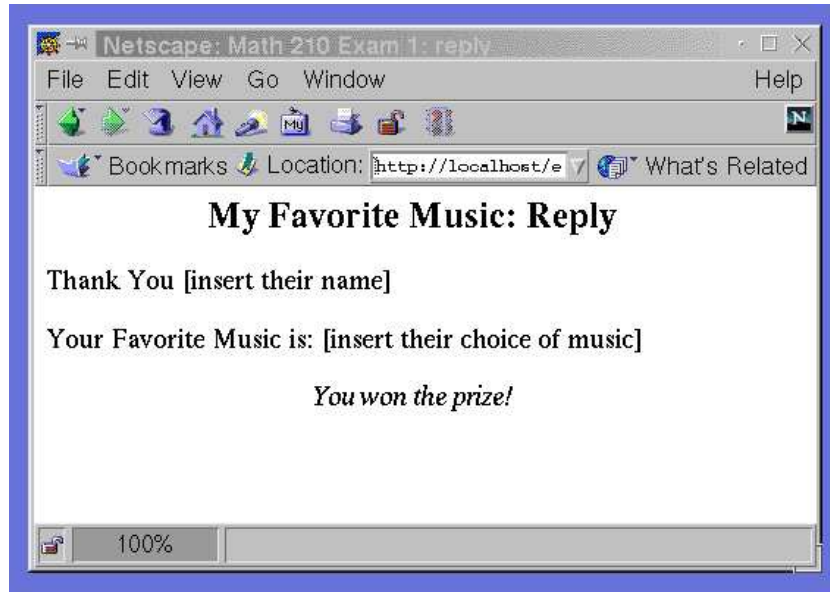 Netscape: Math 210 Exam 1: reply
File Edit View Go Window Help
My
N
Bookmarks Location: http://localhost/e What's Related
My Favorite Music: Reply
Thank You [insert their name]
Your Favorite Music is: [insert their choice of music]
You won the prize!
100%